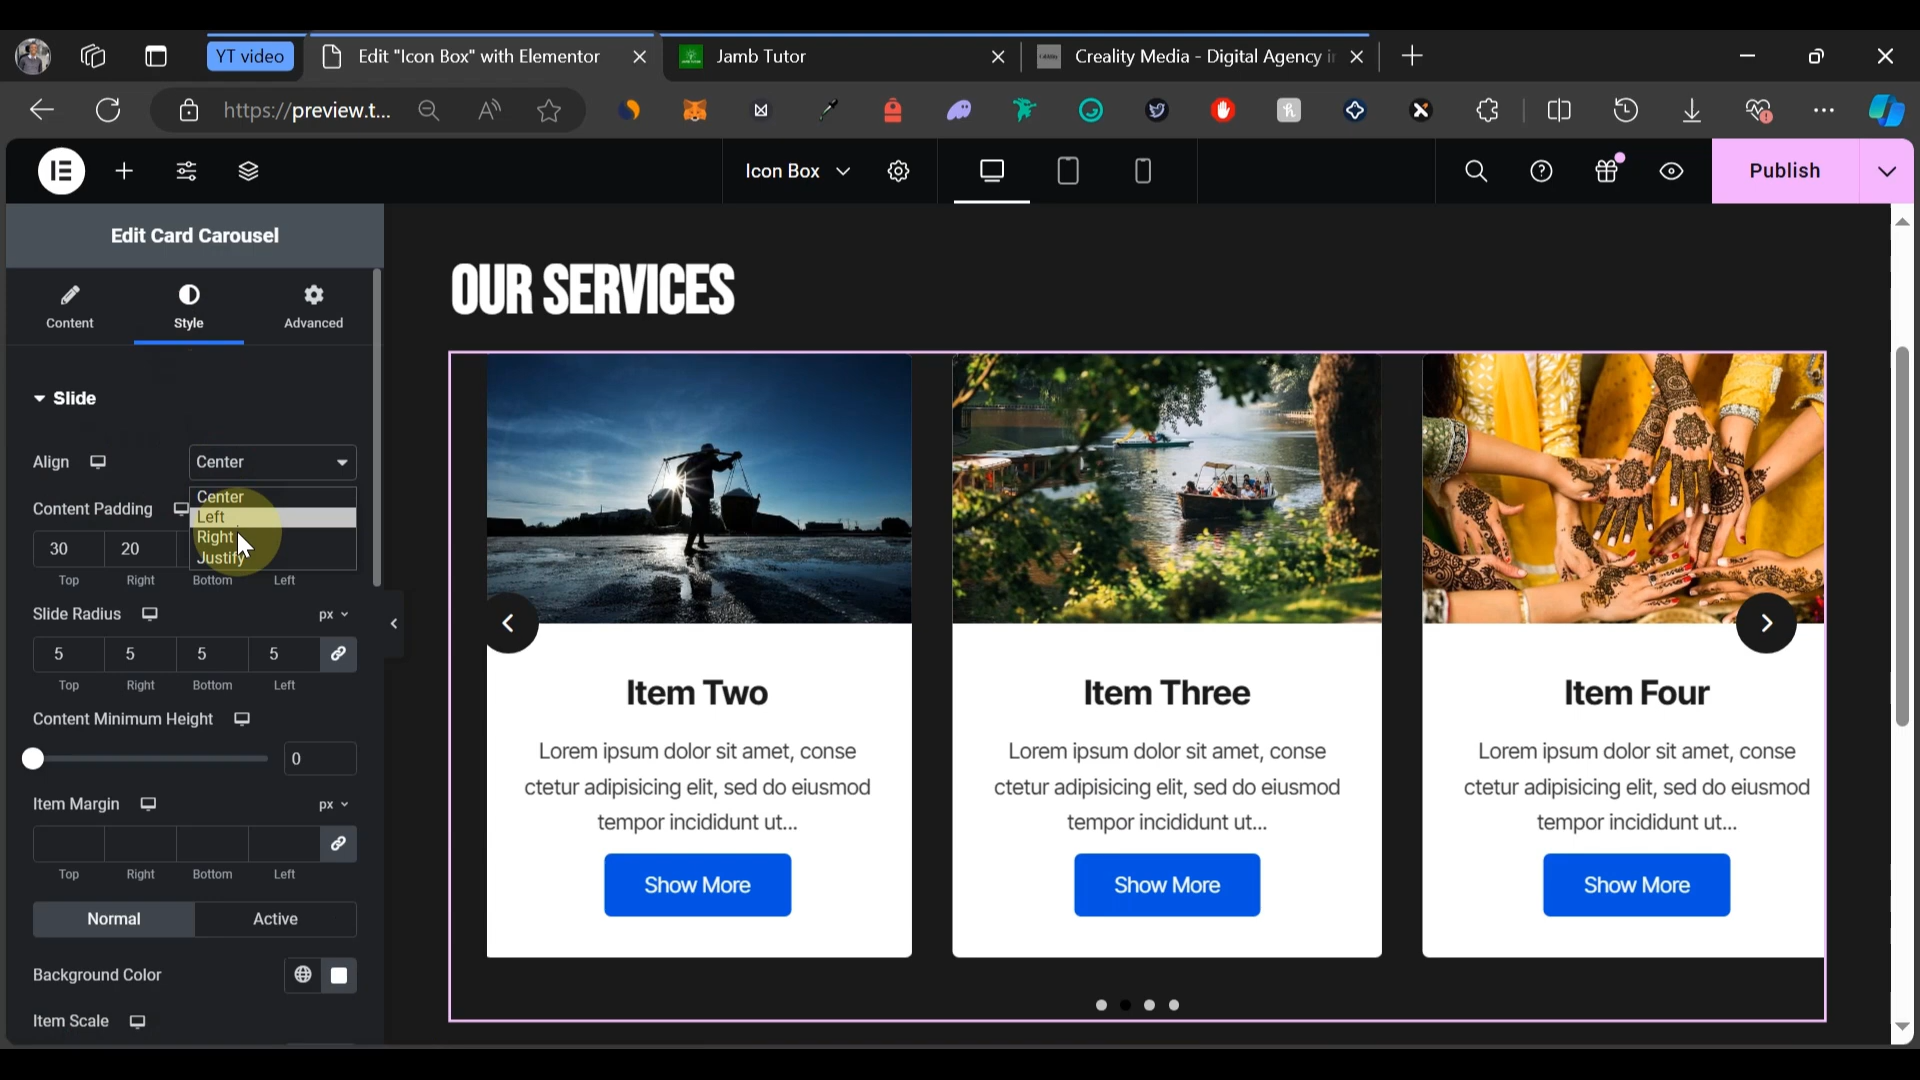 YT video
Edit "Icon Box" with Elementor
Jamb Tutor
Creality Media - Digital Agency i
https://preview.t...
Icon Box
Publish
Edit Card Carousel
Content
Style
Advanced
Slide
Align
Center
Center
Left
Right
Justify
Content Padding
30
20
Top
Right
Bottom
Left
Slide Radius
px
5
5
5
5
Top
Right
Bottom
Left
Content Minimum Height
0
Item Margin
px
Top
Right
Bottom
Left
Normal
Active
Background Color
Item Scale
OUR SERVICES
Item Two
Lorem ipsum dolor sit amet, conse
ctetur adipisicing elit, sed do eiusmod
tempor incididunt ut...
Show More
Item Three
Lorem ipsum dolor sit amet, conse
ctetur adipisicing elit, sed do eiusmod
tempor incididunt ut...
Show More
Item Four
Lorem ipsum dolor sit amet, conse
ctetur adipisicing elit, sed do eiusmod
tempor incididunt ut...
Show More